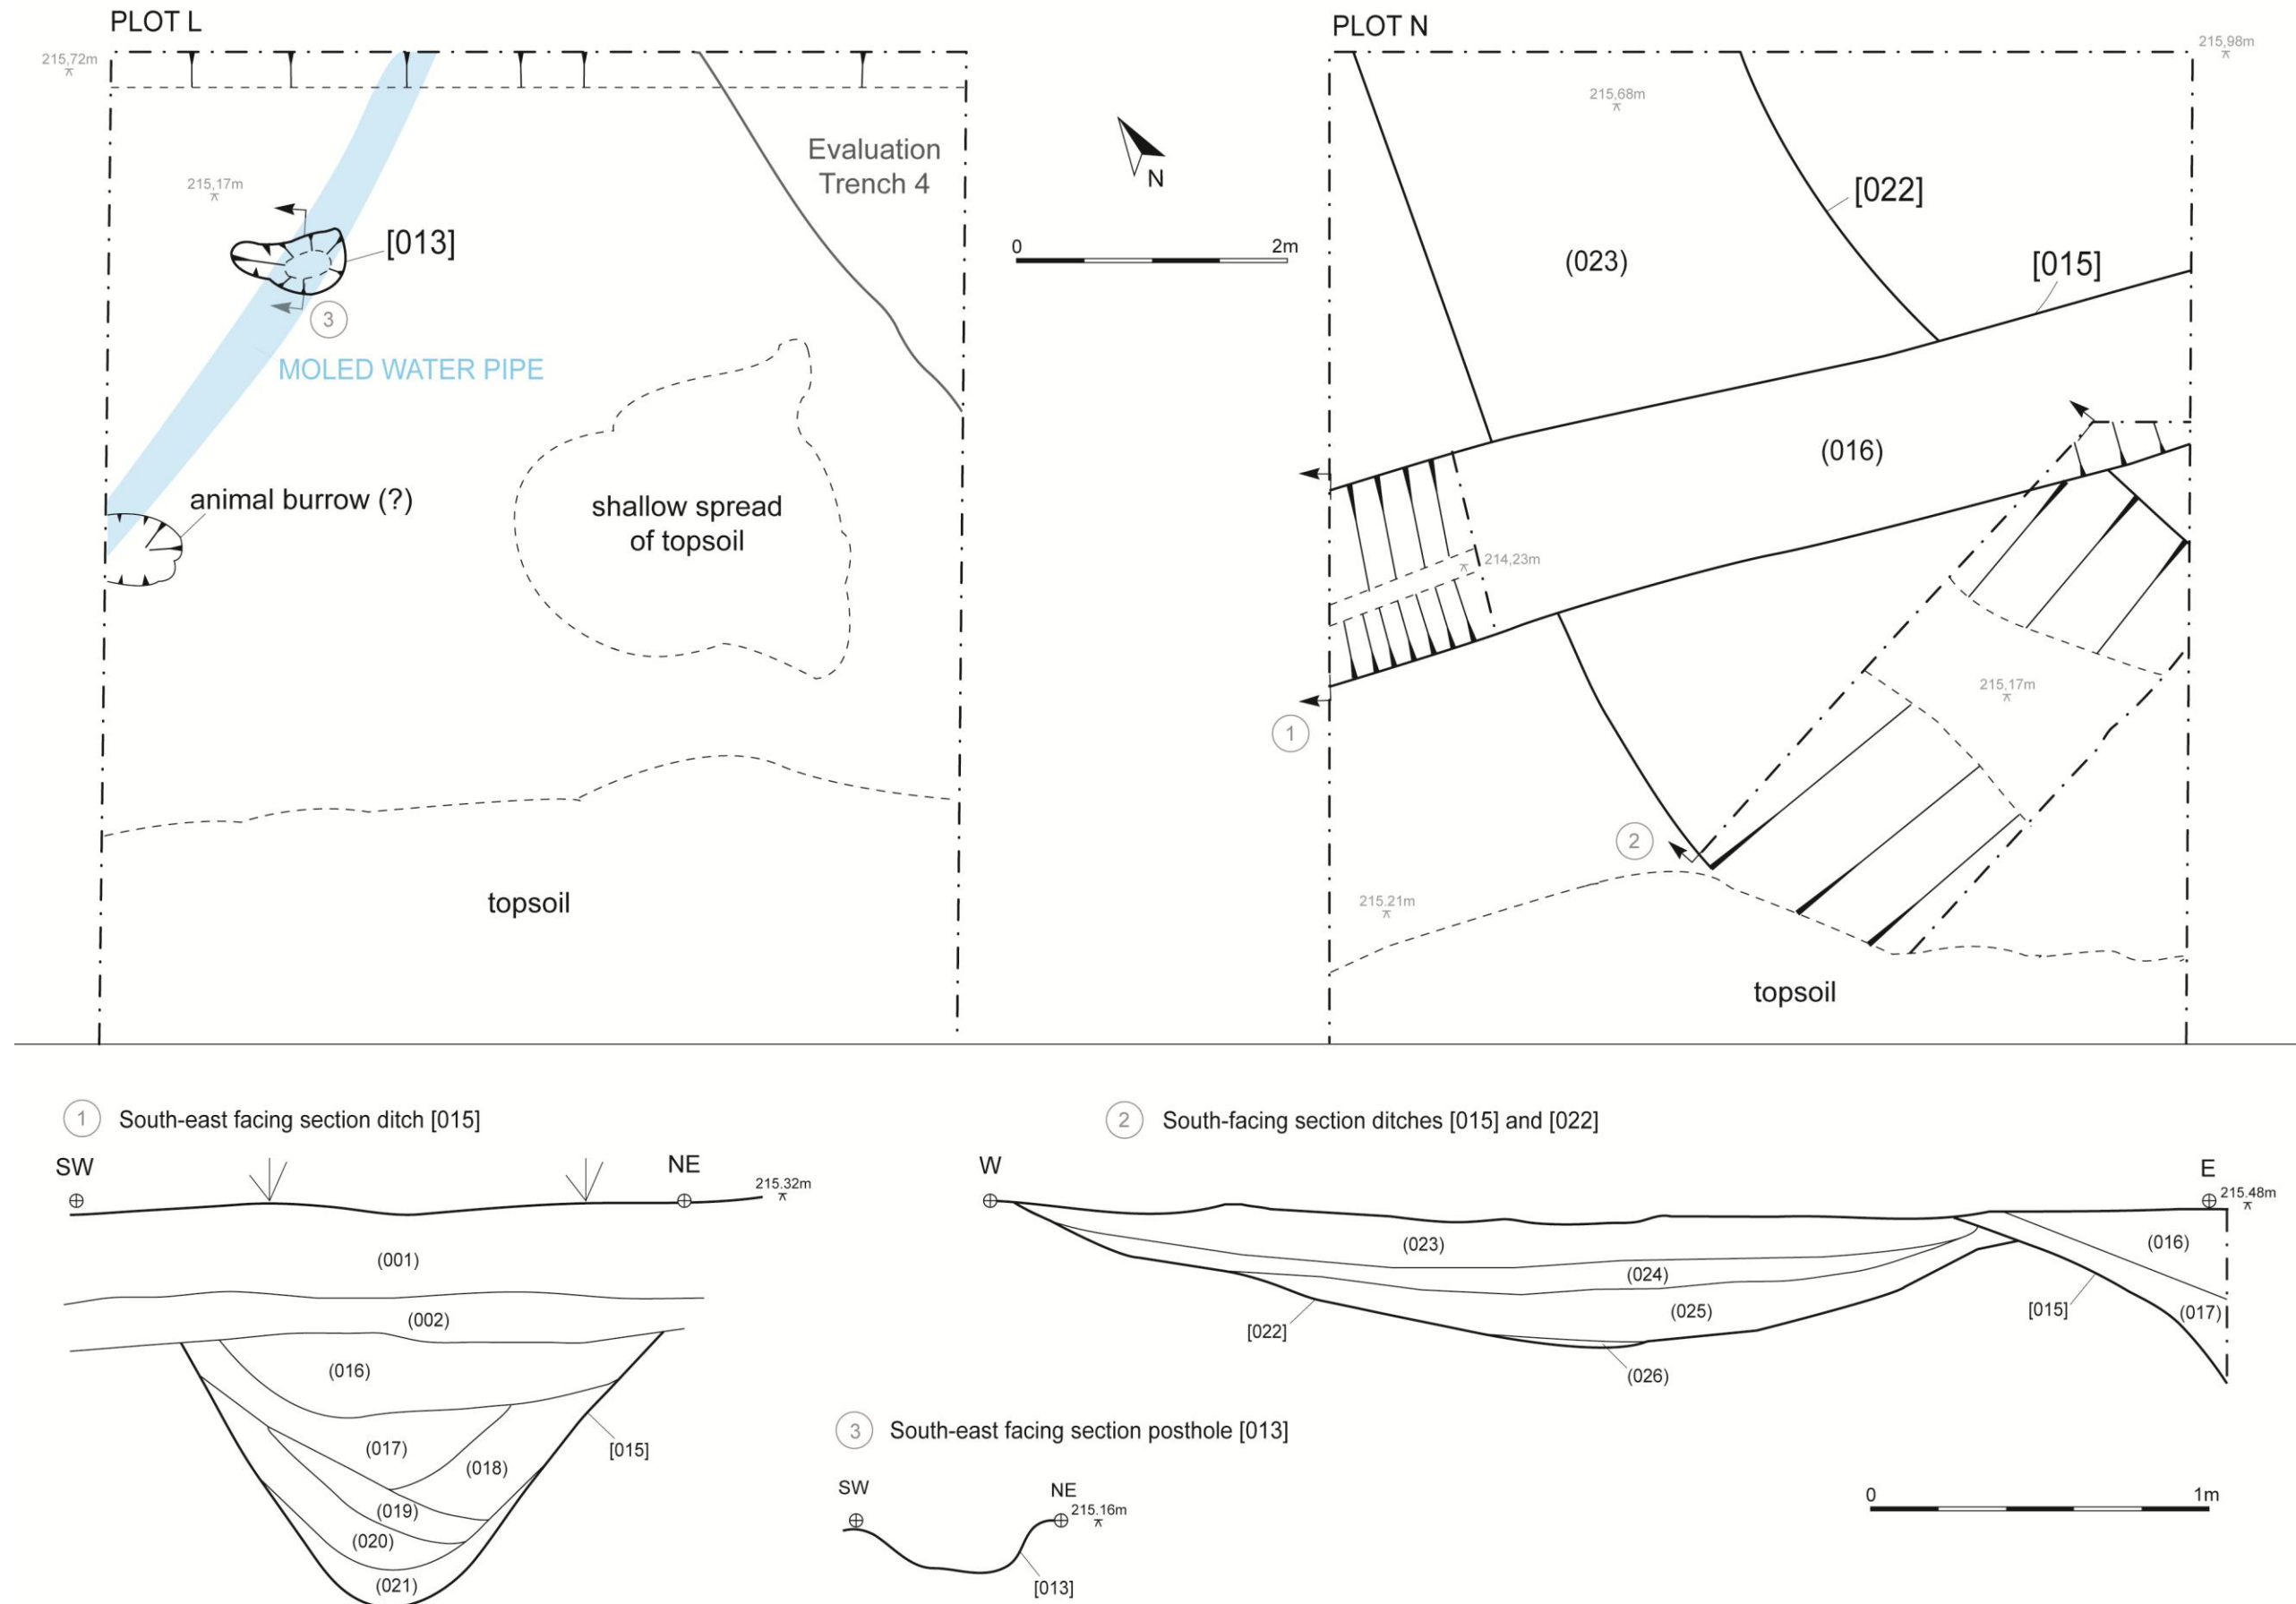 PLOT L
215,72m
Evaluation
Trench 4
215,17m
[013]
3
MOLED WATER PIPE
animal burrow (?)
shallow spread
of topsoil
topsoil
N
0 2m
PLOT N
215,98m
215,68m
[022]
(023)
[015]
(016)
214,23m
1
215,17m
2
215.21m
topsoil
1 South-east facing section ditch [015]
SW
NE
215.32m
(001)
(002)
(016)
(017)
(018)
[015]
(019)
(020)
(021)
2 South-facing section ditches [015] and [022]
W
E
215.48m
(023)
(016)
(024)
(025)
[015]
(017)
[022]
(026)
3 South-east facing section posthole [013]
SW
NE
215.16m
[013]
0 1m